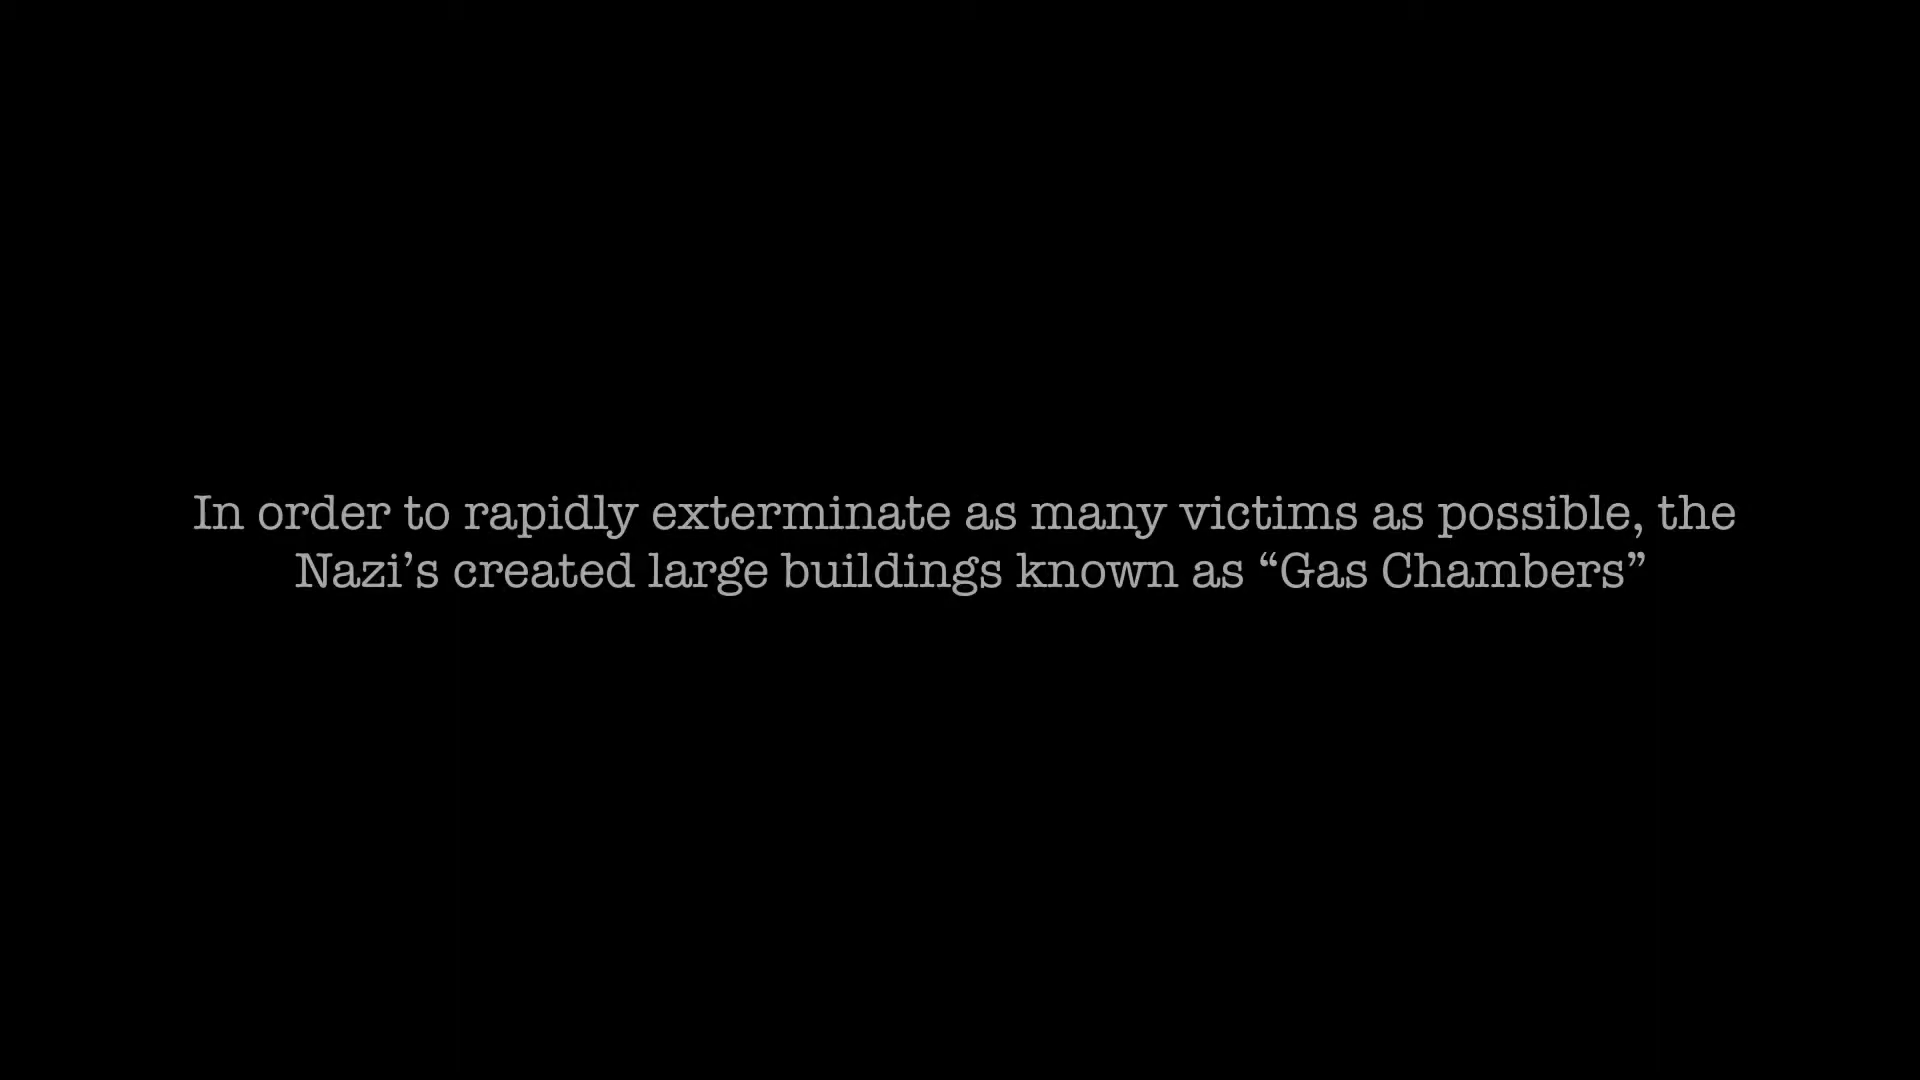 In order to rapidly exterminate as many victims as possible, the
Nazi’s created large buildings known as “Gas Chambers”